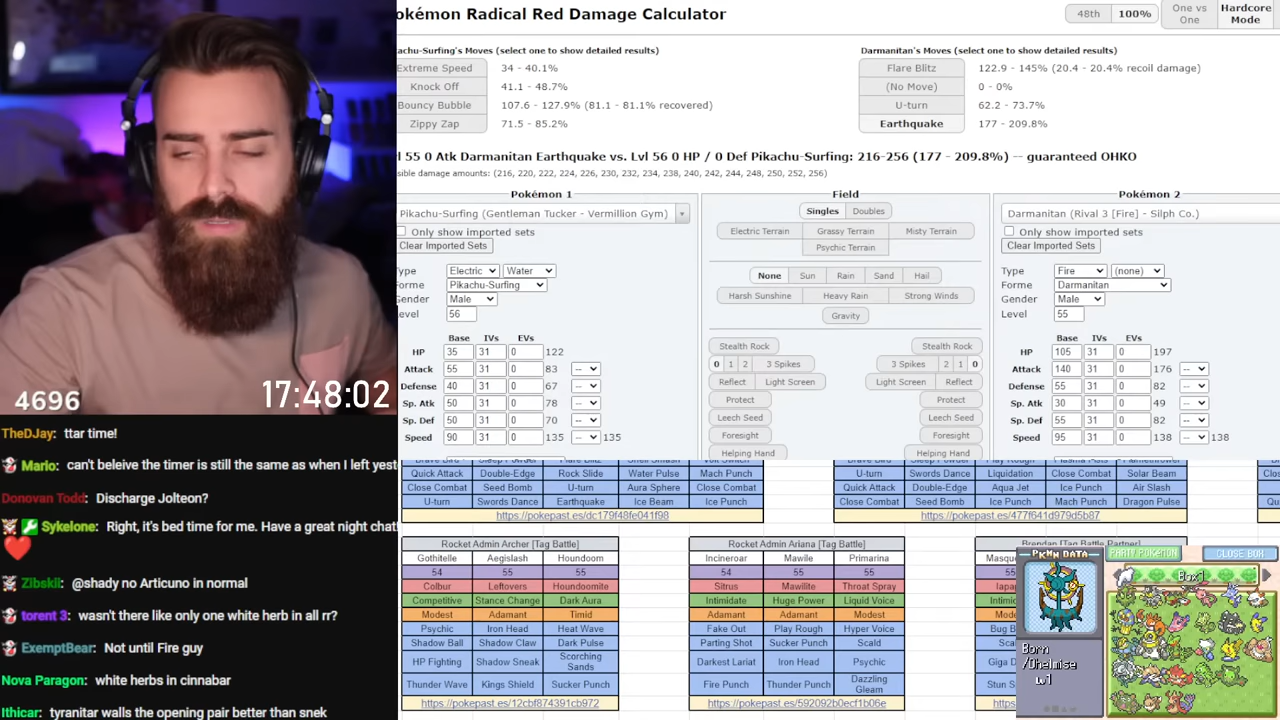 okémon Radical Red Damage Calculator
48th 100% One vs One Hardcore Mode
achu-Surfing's Moves (select one to show detailed results)
Extreme Speed 34 - 40.1%
Knock Off 41.1 - 48.7%
Bouncy Bubble 107.6 - 127.9% (81.1 - 81.1% recovered)
Zippy Zap 71.5 - 85.2%
Darmanitan's Moves (select one to show detailed results)
Flare Blitz 122.9 - 145% (20.4 - 20.4% recoil damage)
(No Move) 0 - 0%
U-turn 62.2 - 73.7%
Earthquake 177 - 209.8%
l 55 0 Atk Darmanitan Earthquake vs. Lvl 56 0 HP / 0 Def Pikachu-Surfing: 216-256 (177 - 209.8%) -- guaranteed OHKO
sible damage amounts: (216, 220, 222, 224, 226, 230, 232, 234, 238, 240, 242, 244, 248, 250, 252, 256)
Pokémon 1
Pikachu-Surfing (Gentleman Tucker - Vermillion Gym)
Only show imported sets
Clear Imported Sets
Type Electric Water
Forme Pikachu-Surfing
Gender Male
Level 56
Base IVs EVs
HP 35 31 0 122
Attack 55 31 0 83 --
Defense 40 31 0 67 --
Sp. Atk 50 31 0 78 --
Sp. Def 50 31 0 70 --
Speed 90 31 0 135 -- 135
Field
Singles Doubles
Electric Terrain Grassy Terrain Misty Terrain
Psychic Terrain
None Sun Rain Sand Hail
Harsh Sunshine Heavy Rain Strong Winds
Gravity
Stealth Rock Stealth Rock
0 1 2 3 Spikes 3 Spikes 2 1 0
Reflect Light Screen Light Screen Reflect
Protect Protect
Leech Seed Leech Seed
Foresight Foresight
Helping Hand Helping Hand
Pokémon 2
Darmanitan (Rival 3 [Fire] - Silph Co.)
Only show imported sets
Clear Imported Sets
Type Fire (none)
Forme Darmanitan
Gender Male
Level 55
Base IVs EVs
HP 105 31 0 197
Attack 140 31 0 176 --
Defense 55 31 0 82 --
Sp. Atk 30 31 0 49 --
Sp. Def 55 31 0 82 --
Speed 95 31 0 138 -- 138
4696 17:48:02
TheDJay: ttar time!
Mario: can't beleive the timer is still the same as when I left yest
Donovan Todd: Discharge Jolteon?
Sykelone: Right, it's bed time for me. Have a great night chat
Zibskii: @shady no Articuno in normal
torent 3: wasnt there like only one white herb in all rr?
ExemptBear: Not until Fire guy
Nova Paragon: white herbs in cinnabar
Ithicar: tyranitar walls the opening pair better than snek
Quick Attack Double-Edge Rock Slide Water Pulse Mach Punch
Close Combat Seed Bomb U-turn Aura Sphere Close Combat
U-turn Swords Dance Earthquake Ice Beam Ice Punch
https://pokepast.es/dc179f48fe041f98
U-turn Swords Dance Liquidation Ice Punch Solar Beam
Quick Attack Double-Edge Aqua Jet Ice Punch Air Slash
Close Combat Seed Bomb Ice Punch Mach Punch Dragon Pulse
https://pokepast.es/477f641d979d5b87
Rocket Admin Archer [Tag Battle]
Gothitelle Aegislash Houndoom
54 55 55
Colbur Leftovers Houndoomite
Competitive Stance Change Dark Aura
Modest Adamant Timid
Psychic Iron Head Heat Wave
Shadow Ball Shadow Claw Dark Pulse
HP Fighting Shadow Sneak Scorching Sands
Thunder Wave Kings Shield Sucker Punch
https://pokepast.es/12cbf874391cb972
Rocket Admin Ariana [Tag Battle]
Incineroar Mawile Primarina
54 55 55
Sitrus Mawilite Throat Spray
Intimidate Huge Power Liquid Voice
Adamant Adamant Modest
Fake Out Play Rough Hyper Voice
Parting Shot Sucker Punch Scald
Darkest Lariat Iron Head Psychic
Fire Punch Thunder Punch Dazzling Gleam
https://pokepast.es/592092b0ecf1b06e
Brendan [Tag Battle Partner]
Masqu
55
Iapa
Intimi
Mode
Bug B
Sca
Giga D
Stun S
PKMN DATA PARTY POKéMON CLOSE BOX
Box1
Born
/Dhelmise